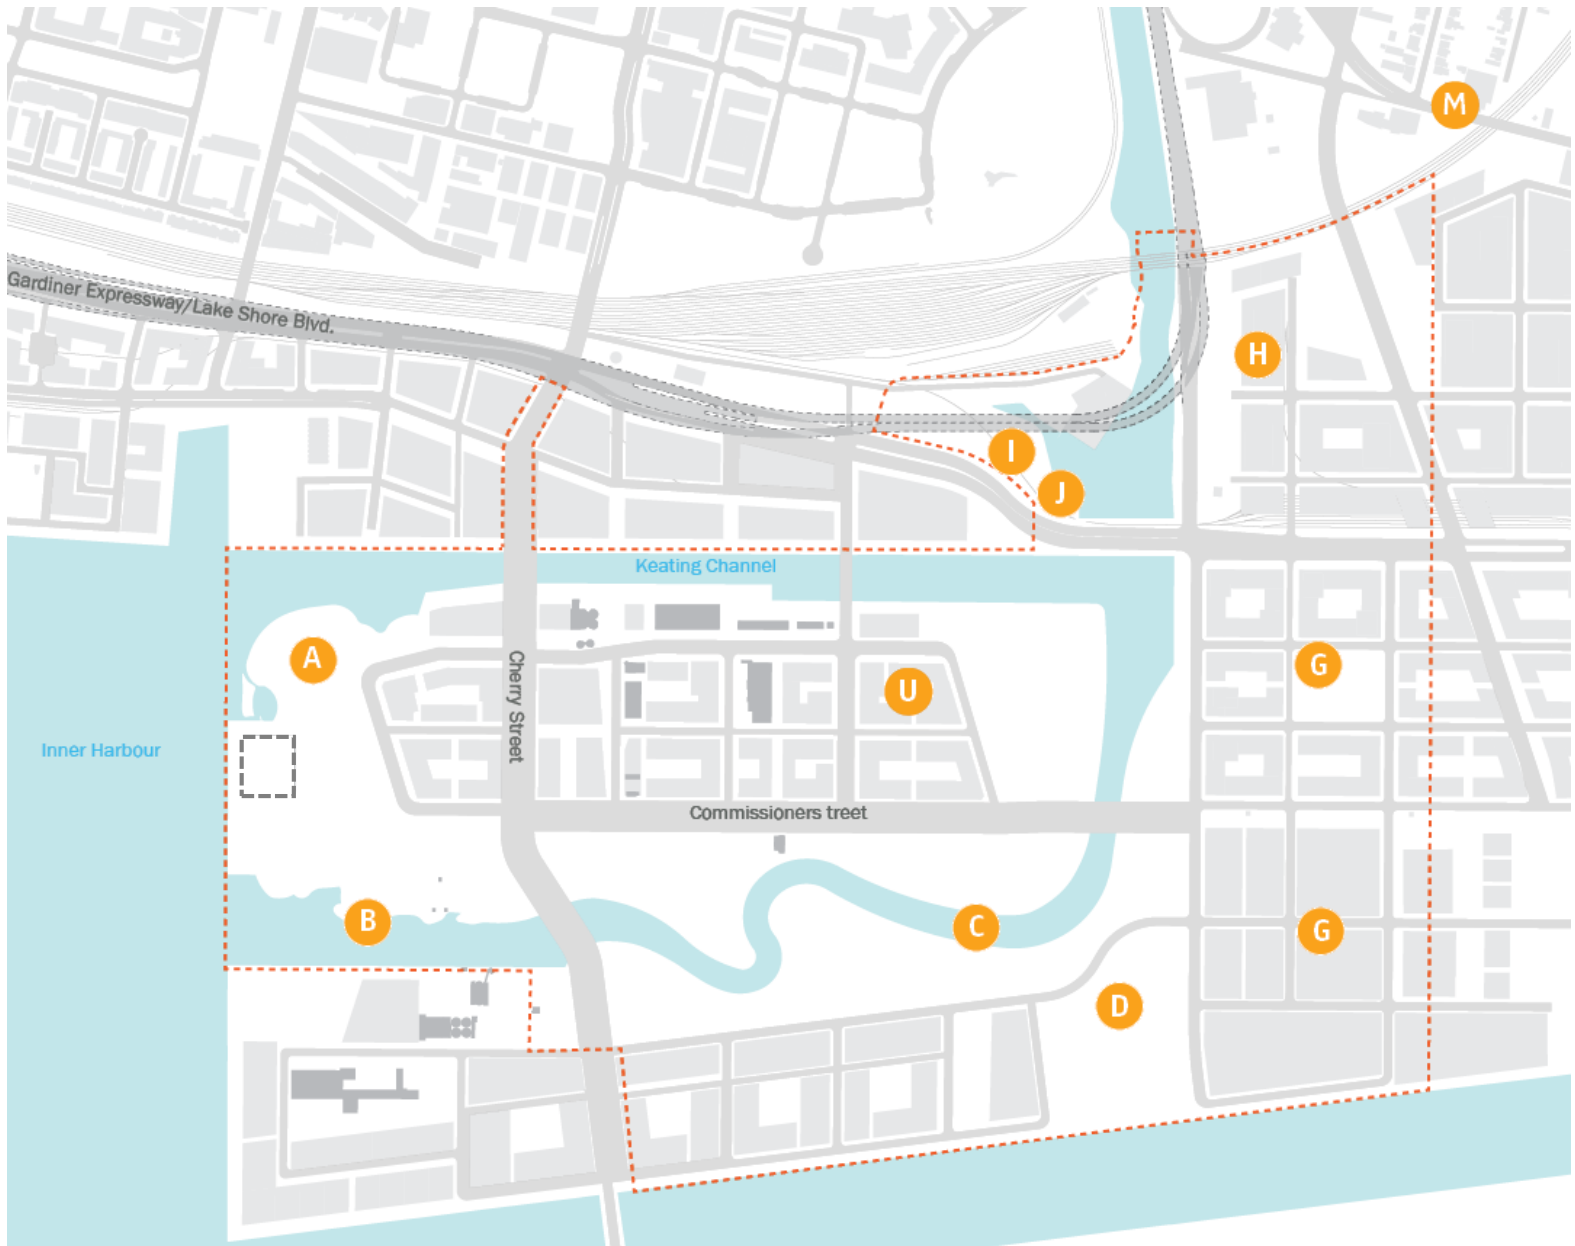 M
Gardiner Expressway/Lake Shore Blvd.
H
I
J
Keating Channel
A
Cherry Street
G
U
Inner Harbour
Commissioners treet
B
C
G
D